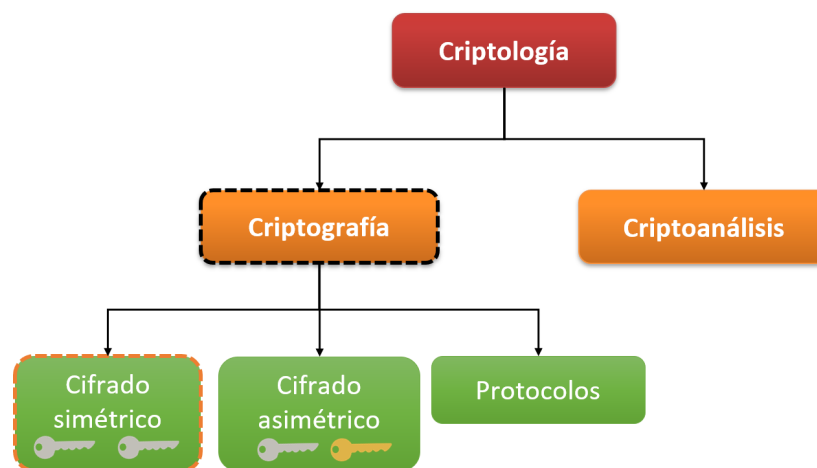 Criptología
Criptografía
Criptoanálisis
Cifrado
simétrico
Cifrado
asimétrico
Protocolos